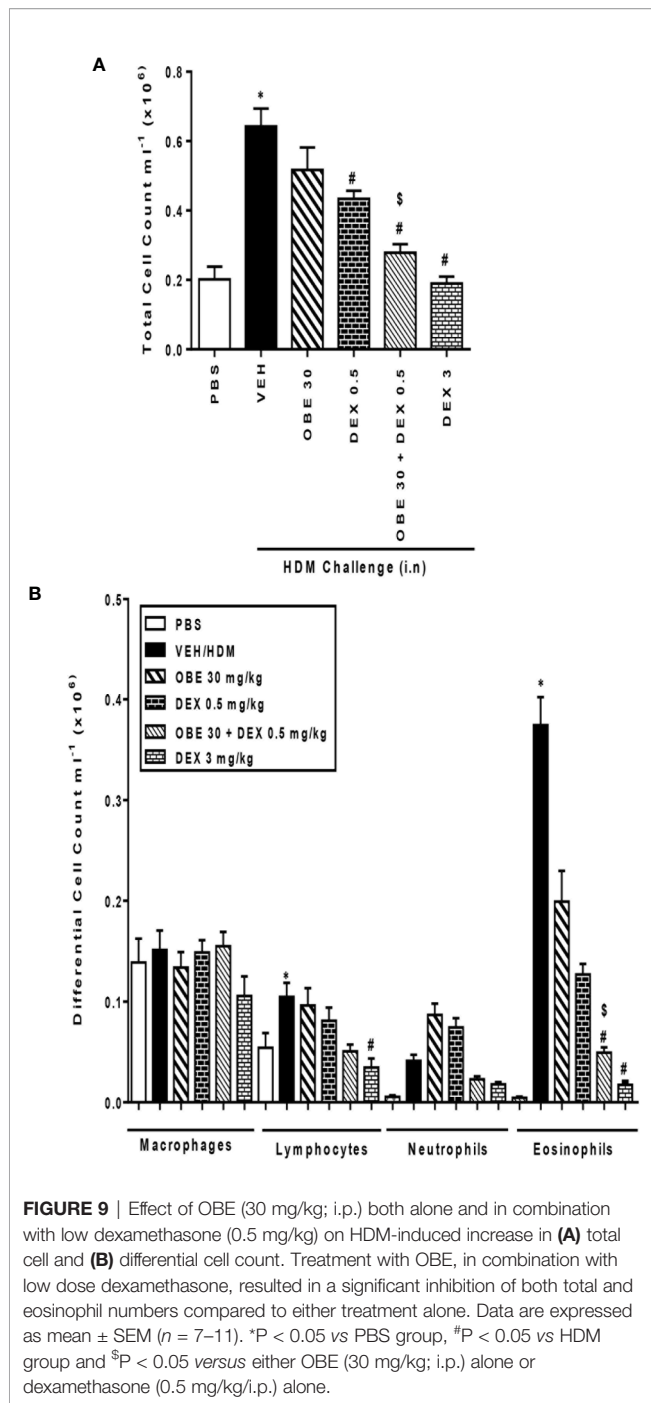 A
Total Cell Count ml⁻¹ (x10⁶)
0.8
0.6
0.4
0.2
0.0
*
#
$
#
#
PBS
VEH
OBE 30
DEX 0.5
OBE 30 + DEX 0.5
DEX 3
HDM Challenge (i.n)
B
Differential Cell Count ml⁻¹ (x10⁶)
0.5
0.4
0.3
0.2
0.1
0.0
PBS
VEH/HDM
OBE 30 mg/kg
DEX 0.5 mg/kg
OBE 30 + DEX 0.5 mg/kg
DEX 3 mg/kg
*
#
*
$
#
#
Macrophages
Lymphocytes
Neutrophils
Eosinophils
FIGURE 9 | Effect of OBE (30 mg/kg; i.p.) both alone and in combination
with low dexamethasone (0.5 mg/kg) on HDM-induced increase in (A) total
cell and (B) differential cell count. Treatment with OBE, in combination with
low dose dexamethasone, resulted in a significant inhibition of both total and
eosinophil numbers compared to either treatment alone. Data are expressed
as mean ± SEM (n = 7–11). *P < 0.05 vs PBS group, #P < 0.05 vs HDM
group and $P < 0.05 versus either OBE (30 mg/kg; i.p.) alone or
dexamethasone (0.5 mg/kg/i.p.) alone.